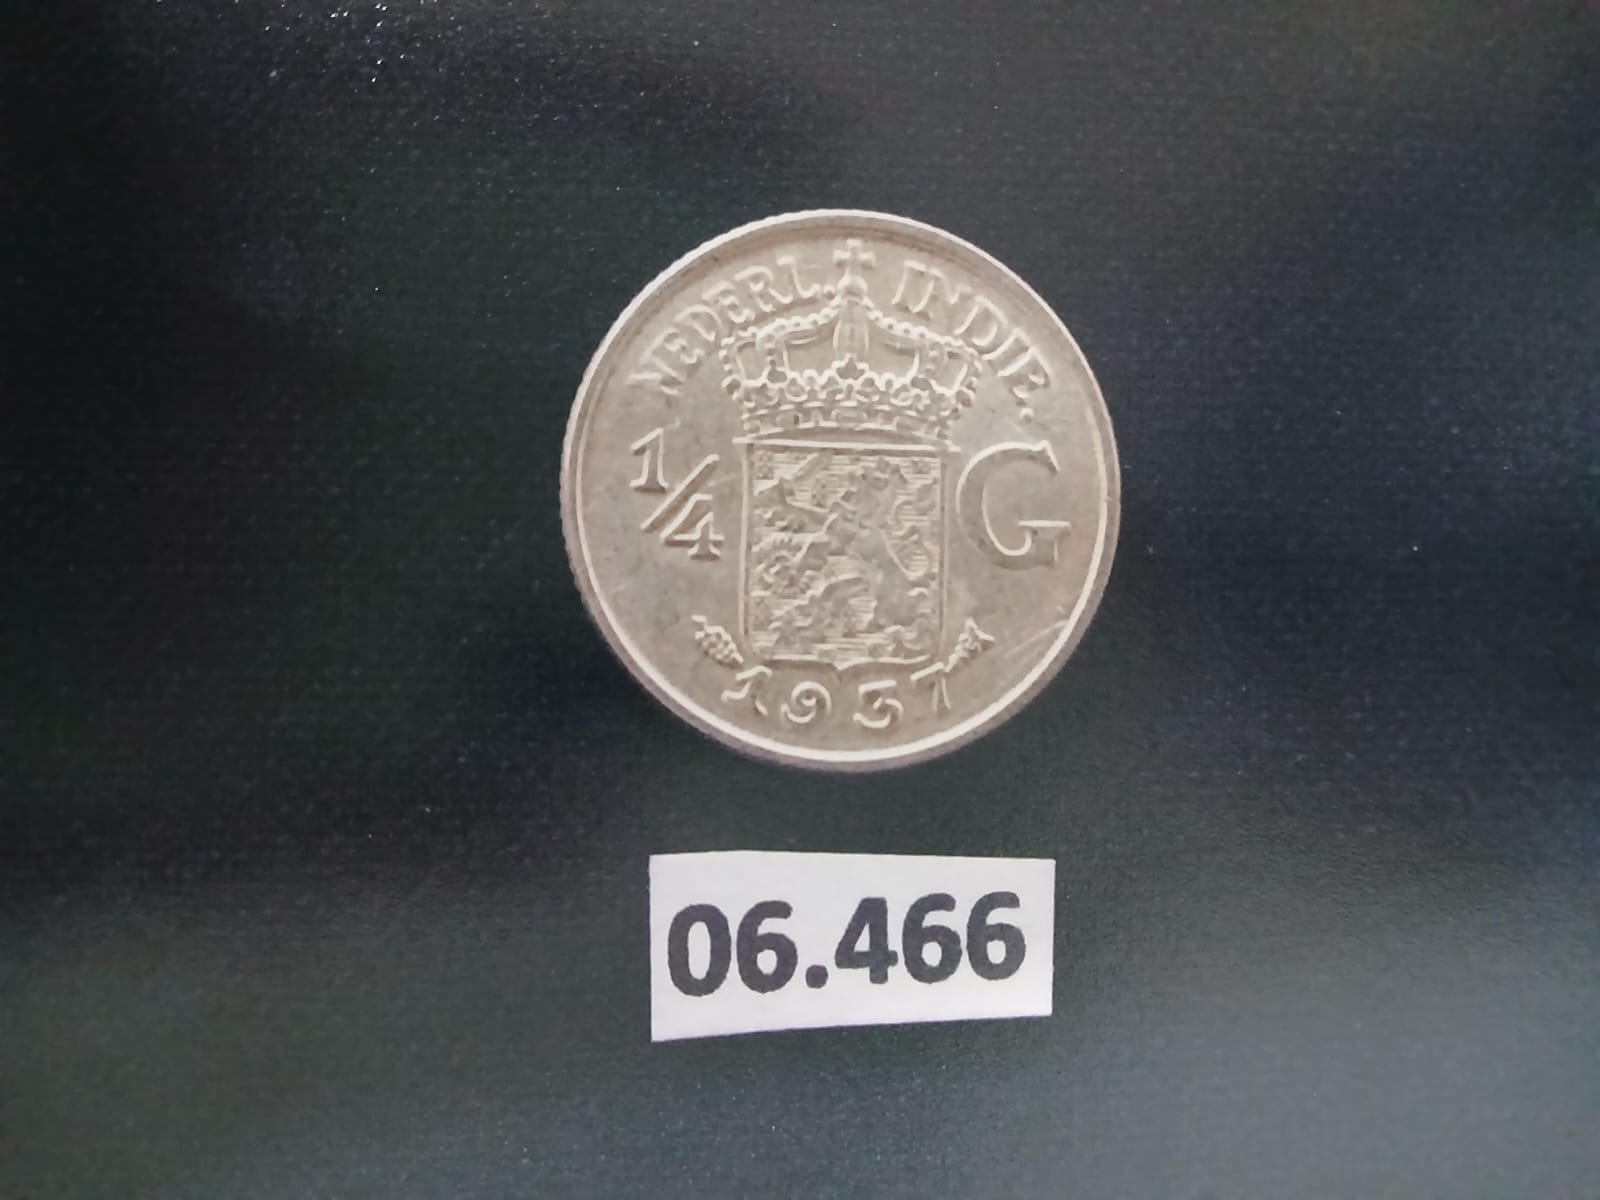 NEDERL INDIE.
1/4 G
1937
06.466